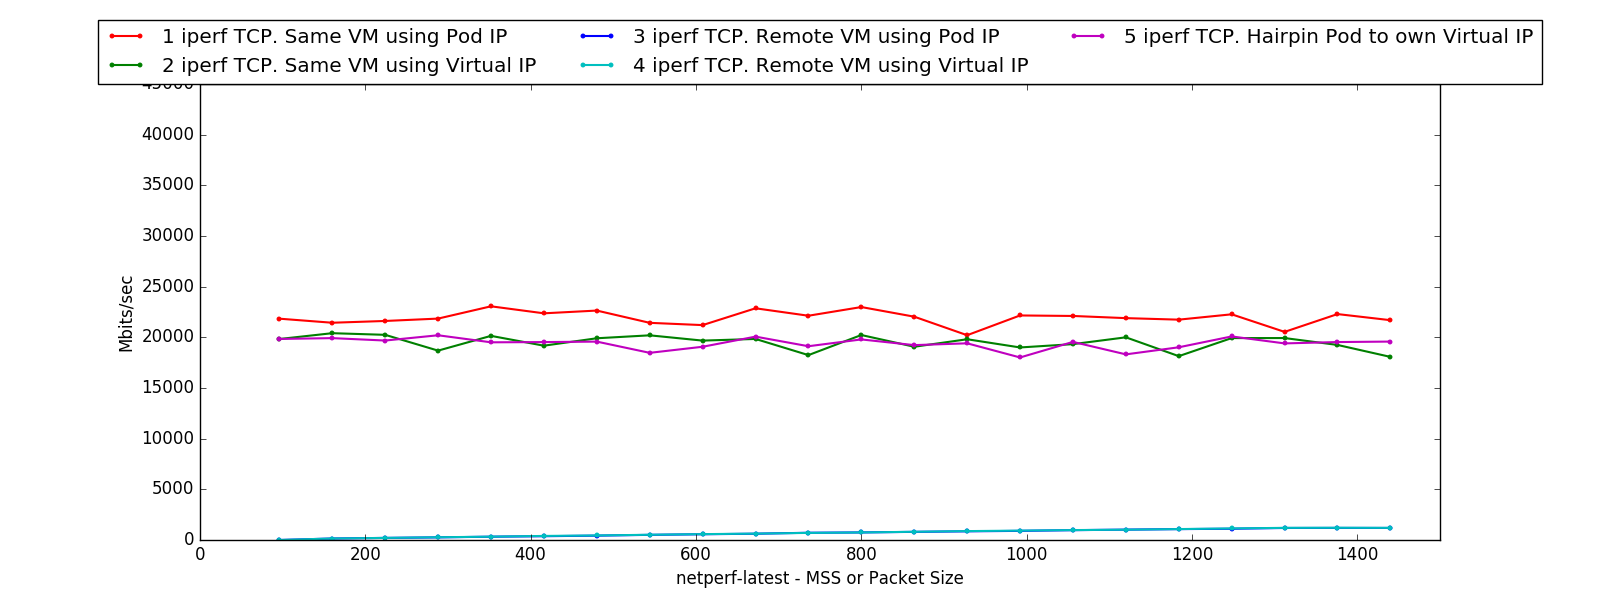 1 iperf TCP. Same VM using Pod IP
2 iperf TCP. Same VM using Virtual IP
3 iperf TCP. Remote VM using Pod IP
4 iperf TCP. Remote VM using Virtual IP
5 iperf TCP. Hairpin Pod to own Virtual IP
45000
40000
35000
30000
25000
20000
15000
10000
5000
0
Mbits/sec
0 200 400 600 800 1000 1200 1400
netperf-latest - MSS or Packet Size